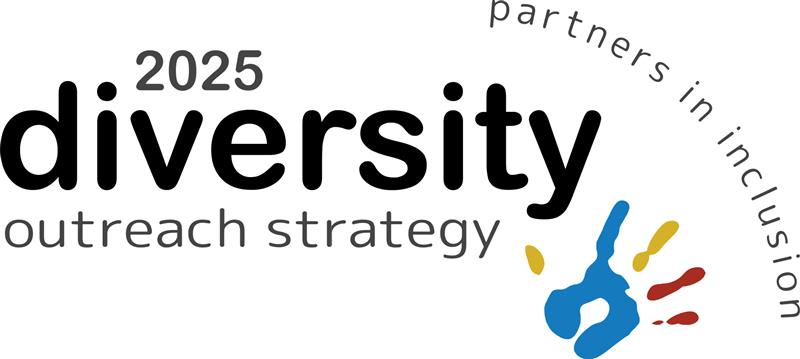 2025
diversity
outreach strategy
partners in inclusion